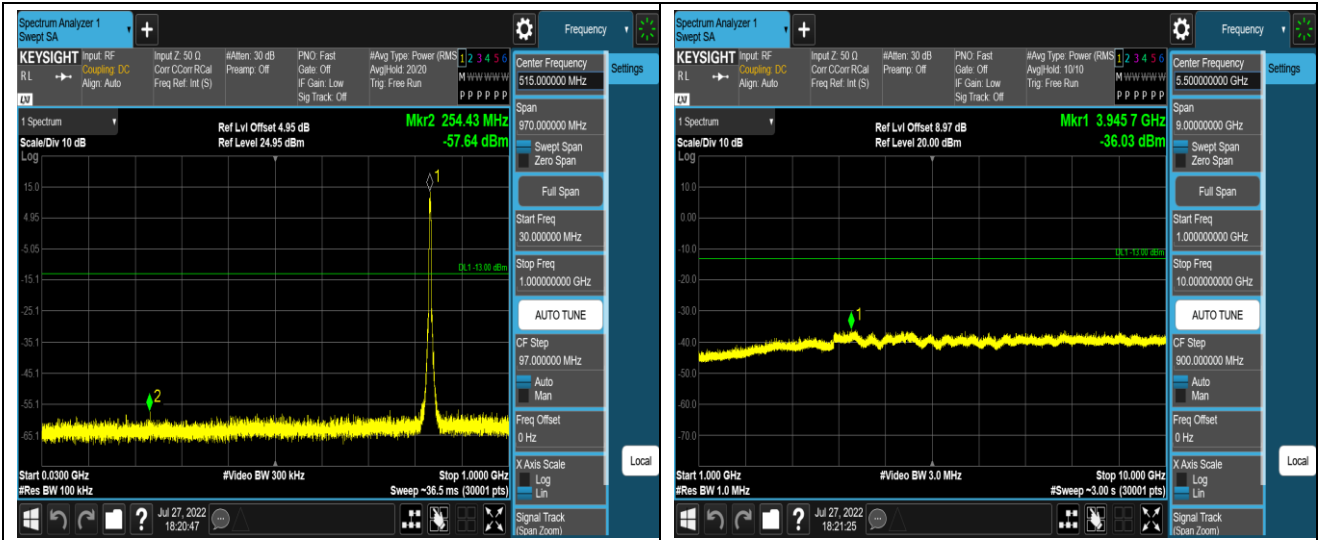 Spectrum Analyzer 1
Swept SA
+
Frequency
KEYSIGHT
RL
LXI
Input: RF
Coupling: DC
Align: Auto
Input Z: 50 Ω
Corr CCorr RCal
Freq Ref: Int (S)
#Atten: 30 dB
Preamp: Off
PNO: Fast
Gate: Off
IF Gain: Low
Sig Track: Off
#Avg Type: Power (RMS
Avg|Hold: 20/20
Trig: Free Run
1 2 3 4 5 6
M W W W W W
P P P P P P
1 Spectrum
Scale/Div 10 dB
Log
Ref Lvl Offset 4.95 dB
Ref Level 24.95 dBm
Mkr2 254.43 MHz
-57.64 dBm
1
15.0
4.95
-5.05
DL1 -13.00 dBm
-15.1
-25.1
-35.1
-45.1
2
-55.1
-65.1
Start 0.0300 GHz
#Res BW 100 kHz
#Video BW 300 kHz
Stop 1.0000 GHz
Sweep ~36.5 ms (30001 pts)
?
Jul 27, 2022
18:20:47
Center Frequency
515.000000 MHz
Settings
Span
970.000000 MHz
Swept Span
Zero Span
Full Span
Start Freq
30.000000 MHz
Stop Freq
1.000000000 GHz
AUTO TUNE
CF Step
97.000000 MHz
Auto
Man
Freq Offset
0 Hz
X Axis Scale
Log
Lin
Local
Signal Track
(Span Zoom)
Spectrum Analyzer 1
Swept SA
+
Frequency
KEYSIGHT
RL
LXI
Input: RF
Coupling: DC
Align: Auto
Input Z: 50 Ω
Corr CCorr RCal
Freq Ref: Int (S)
#Atten: 30 dB
Preamp: Off
PNO: Fast
Gate: Off
IF Gain: Low
Sig Track: Off
#Avg Type: Power (RMS
Avg|Hold: 10/10
Trig: Free Run
1 2 3 4 5 6
M W W W W W
P P P P P P
1 Spectrum
Scale/Div 10 dB
Log
Ref Lvl Offset 8.97 dB
Ref Level 20.00 dBm
Mkr1 3.945 7 GHz
-36.03 dBm
10.0
0.00
-10.0
DL1 -13.00 dBm
-20.0
-30.0
1
-40.0
-50.0
-60.0
-70.0
Start 1.000 GHz
#Res BW 1.0 MHz
#Video BW 3.0 MHz
Stop 10.000 GHz
#Sweep ~3.00 s (30001 pts)
?
Jul 27, 2022
18:21:25
Center Frequency
5.500000000 GHz
Settings
Span
9.00000000 GHz
Swept Span
Zero Span
Full Span
Start Freq
1.000000000 GHz
Stop Freq
10.000000000 GHz
AUTO TUNE
CF Step
900.000000 MHz
Auto
Man
Freq Offset
0 Hz
X Axis Scale
Log
Lin
Local
Signal Track
(Span Zoom)